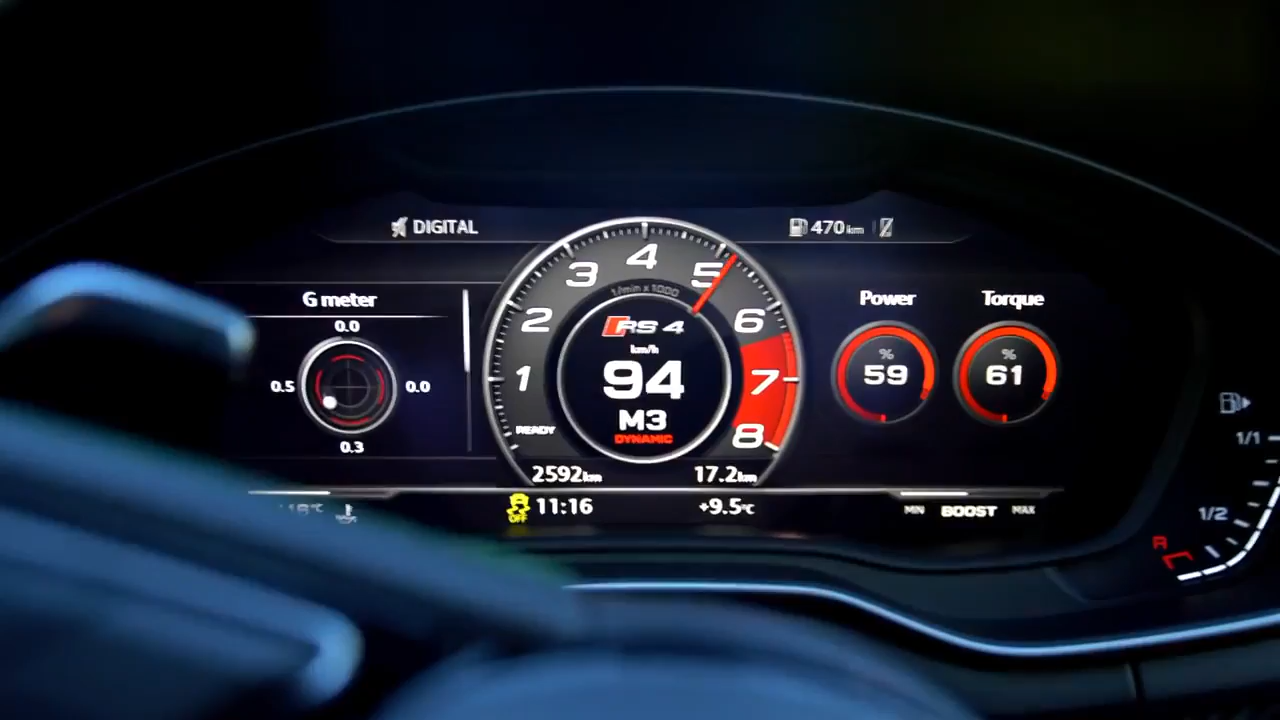 DIGITAL
470 km
G meter
0.0
0.5
0.0
0.3
1
2
3
4
5
6
7
8
1/min x 1000
RS 4
km/h
94
M3
DYNAMIC
READY
2592 km
17.2 km
Power
%
59
Torque
%
61
OFF
11:16
+9.5°C
MIN BOOST MAX
1/1
1/2
R